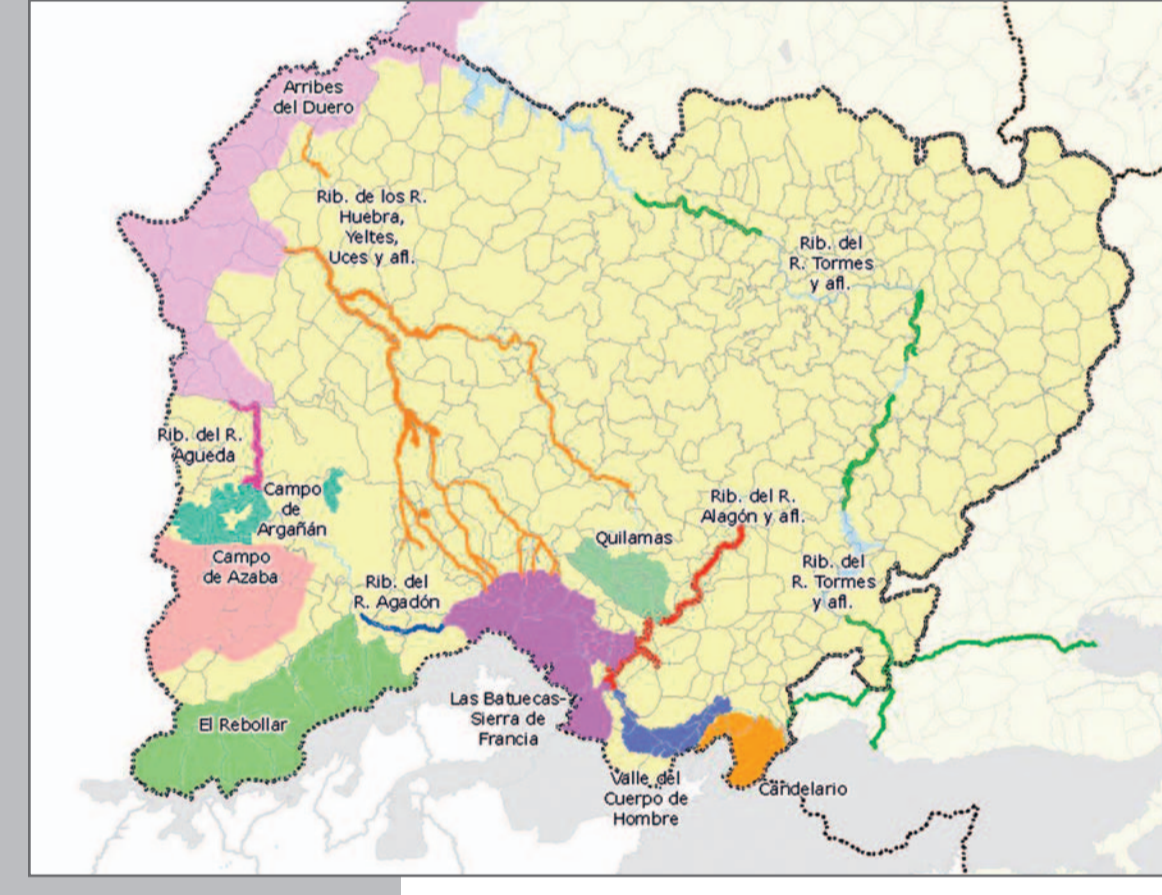 Arribes
del Duero
Rib. de los R.
Huebra,
Yeltes,
Uces y afl.
Rib. del
R. Tormes
y afl.
Rib. del R.
Agueda
Campo
de
Argañán
Campo
de Azaba
Rib. del
R. Agadón
Quilamas
Rib. del R.
Alagón y afl.
Rib. del
R. Tormes
y afl.
El Rebollar
Las Batuecas-
Sierra de
Francia
Valle del
Cuerpo de
Hombre
Candelario